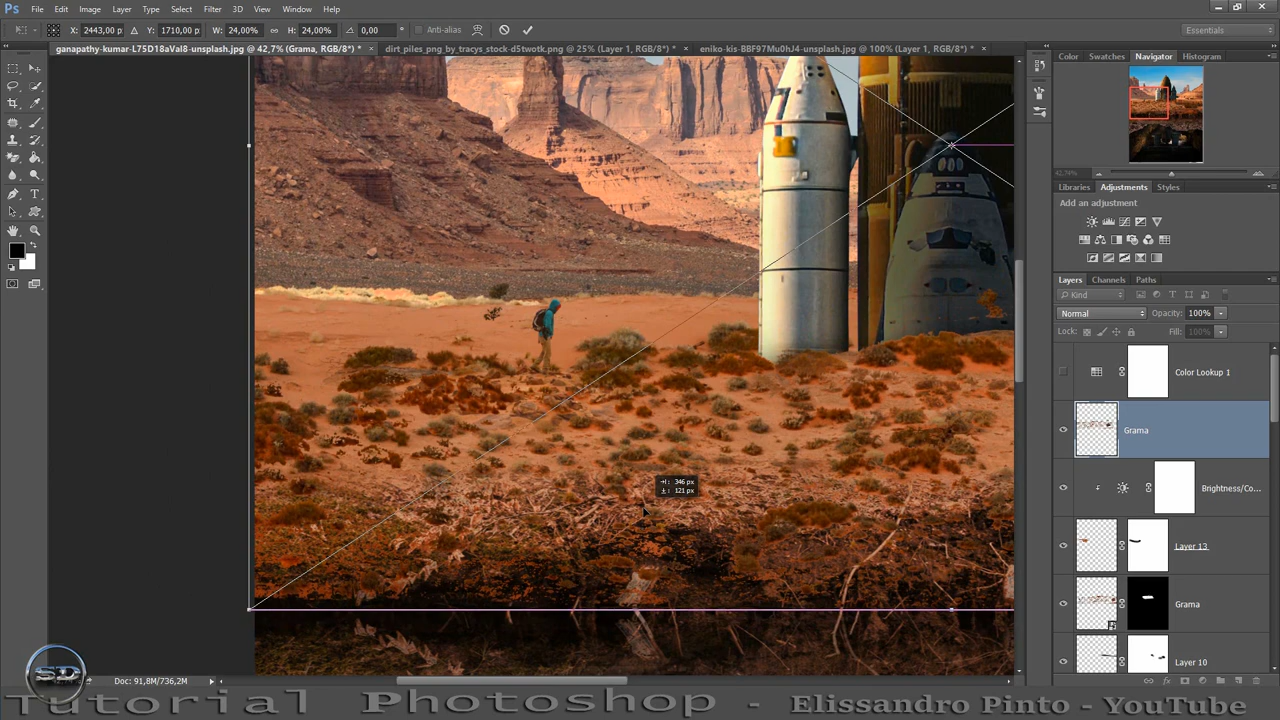 Ps File Edit Image Layer Type Select Filter 3D View Window Help
2443,00 p Y: 1710,00 pi W: 24,00% H: 24,00% 0,00 ° Anti-alias Essentials
ganapathy-kumar-L75D18aVal8-unsplash.jpg @ 42,7% (Grama, RGB/8*) * × dirt_piles_png_by_tracys_stock-d5twotk.png @ 25% (Layer 1, RGB/8*) * × eniko-kis-BBF97Mu0hJ4-unsplash.jpg @ 100% (Layer 1, RGB/8*) * ×
Color Swatches Navigator Histogram
42,74%
Libraries Adjustments Styles
Add an adjustment
Layers Channels Paths
Kind
Normal Opacity: 100%
Lock: Fill: 100%
Color Lookup 1
Grama
Brightness/Co...
Layer 13
Grama
Layer 10
→I: 346 px
121 px
Doc: 91,8M/736,2M
SD
Tutorial Photoshop - Elissandro Pinto - YouTube